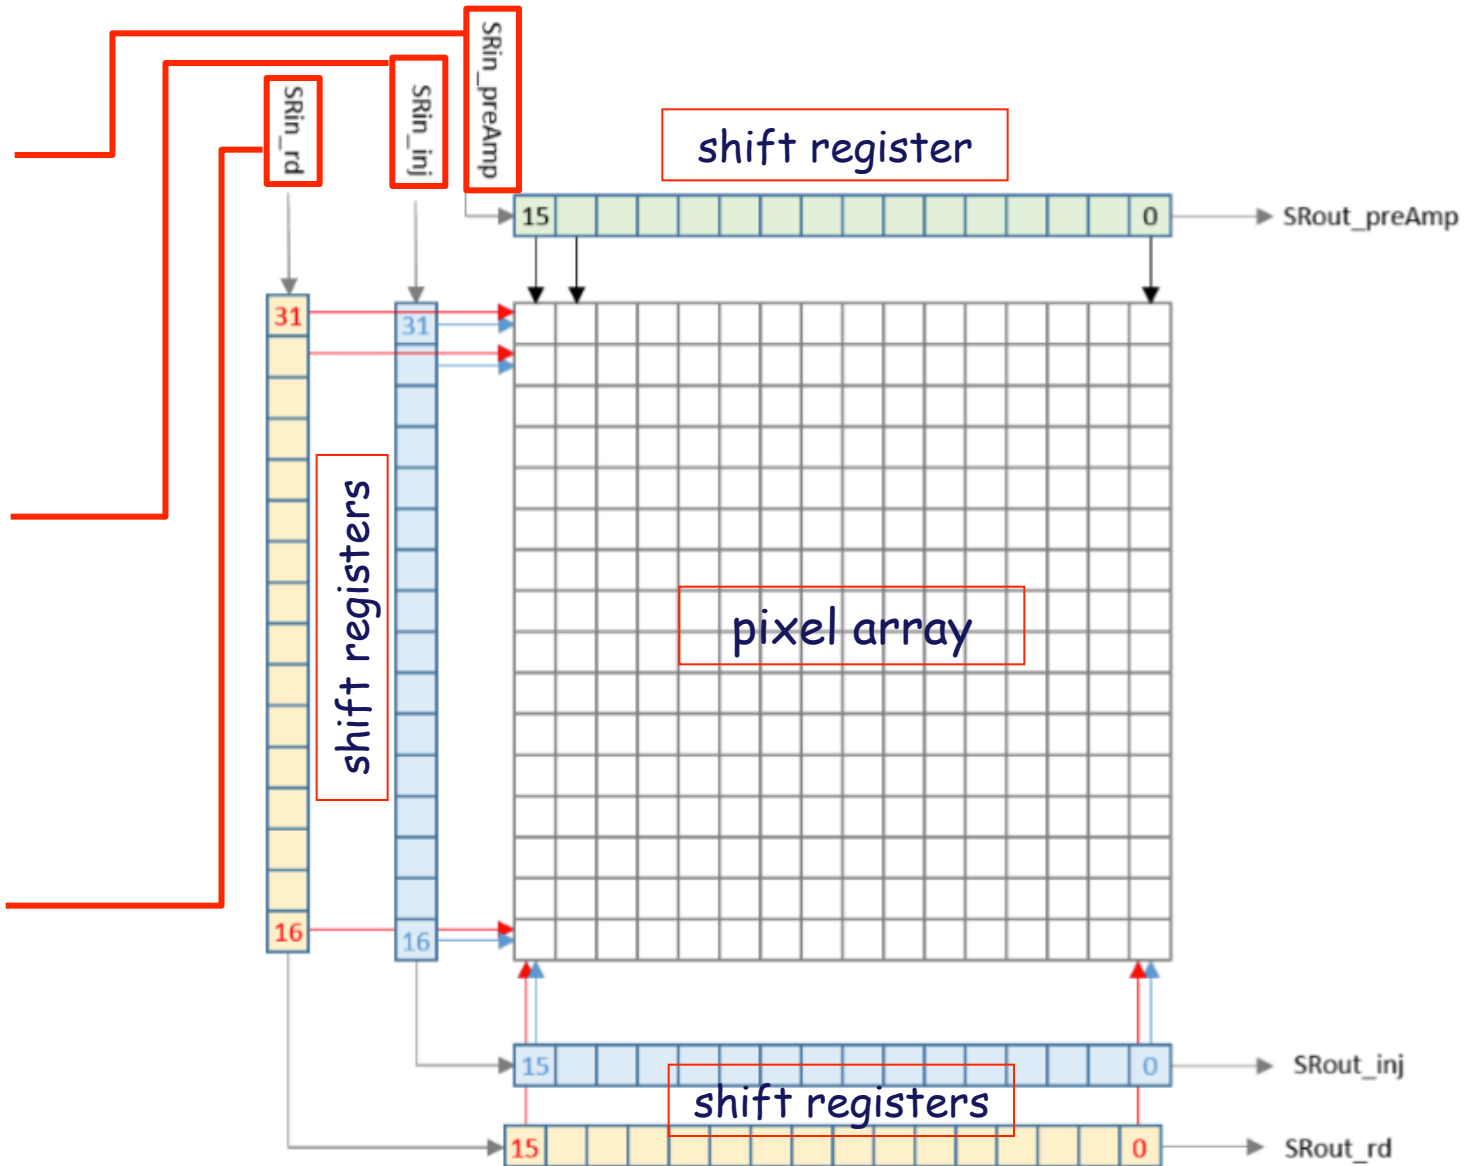 SRin_preAmp
SRin_inj
SRin_rd
shift register
15
0
SRout_preAmp
31
31
shift registers
pixel array
16
16
15
0
SRout_inj
shift registers
15
0
SRout_rd